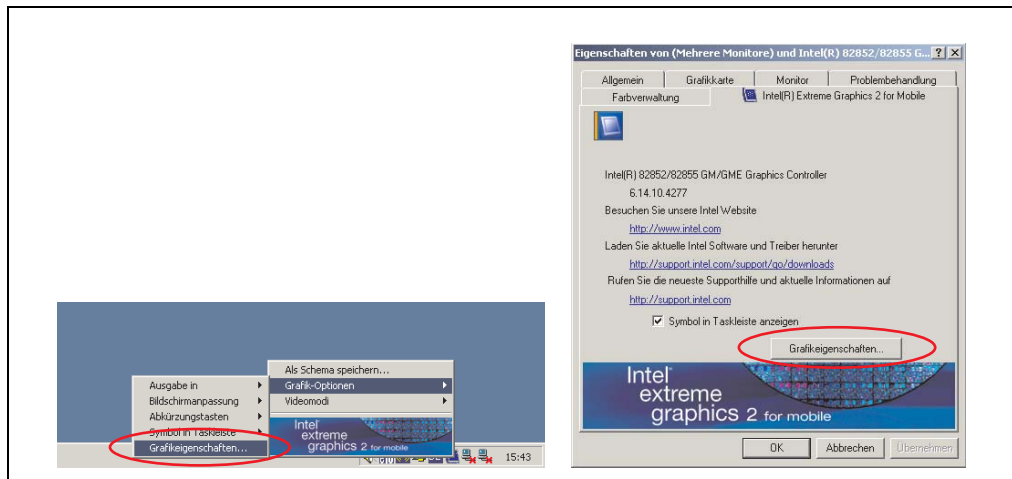 Als Schema speichern...
Grafik-Optionen
Videomodi
Ausgabe in
Bildschirmanpassung
Abkürzungstasten
Symbol in Taskleiste
Grafikeigenschaften...
Intel
extreme
graphics 2 for mobile
15:43
Eigenschaften von (Mehrere Monitore) und Intel(R) 82852/82855 G...
Allgemein Grafikkarte Monitor Problembehandlung
Farbverwaltung Intel(R) Extreme Graphics 2 for Mobile
Intel(R) 82852/82855 GM/GME Graphics Controller
6.14.10.4277
Besuchen Sie unsere Intel Website
http://www.intel.com
Laden Sie aktuelle Intel Software und Treiber herunter
http://support.intel.com/support/go/downloads
Rufen Sie die neueste Supporthilfe und aktuelle Informationen auf
http://support.intel.com
Symbol in Taskleiste anzeigen
Grafikeigenschaften...
Intel
extreme
graphics 2 for mobile
OK Abbrechen Übernehmen